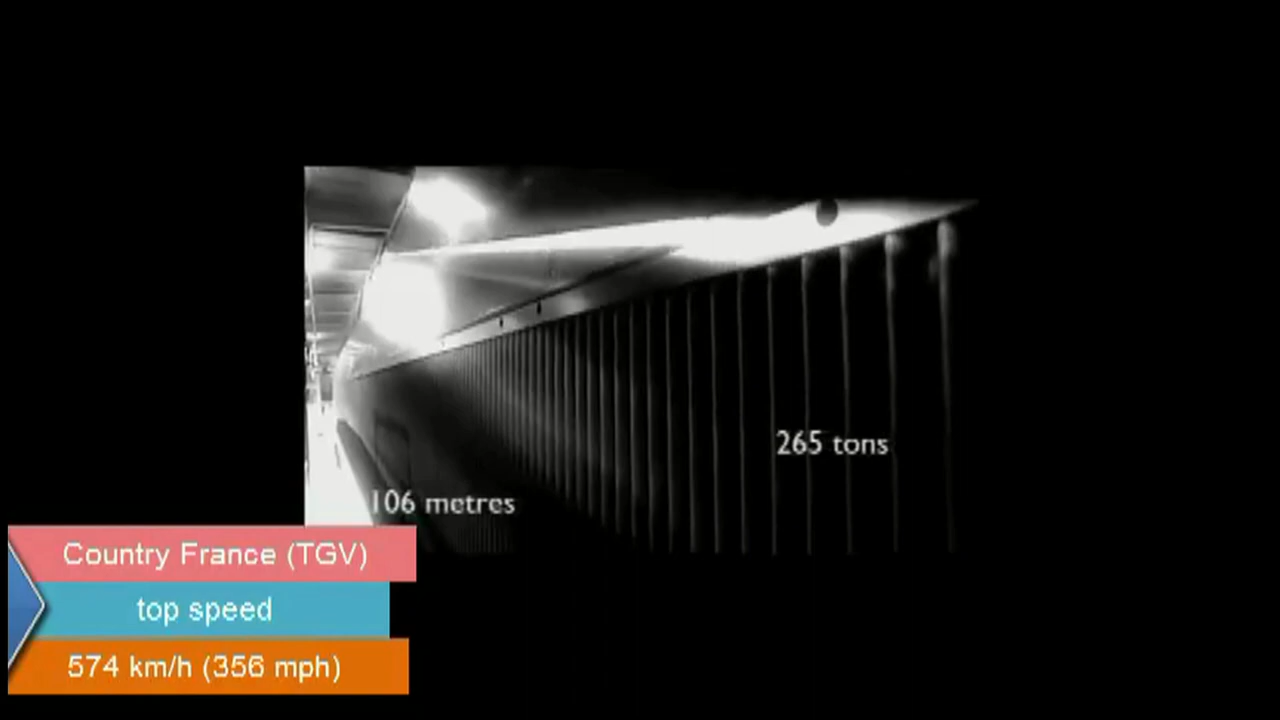 265 tons
106 metres
Country France (TGV)
top speed
574 km/h (356 mph)